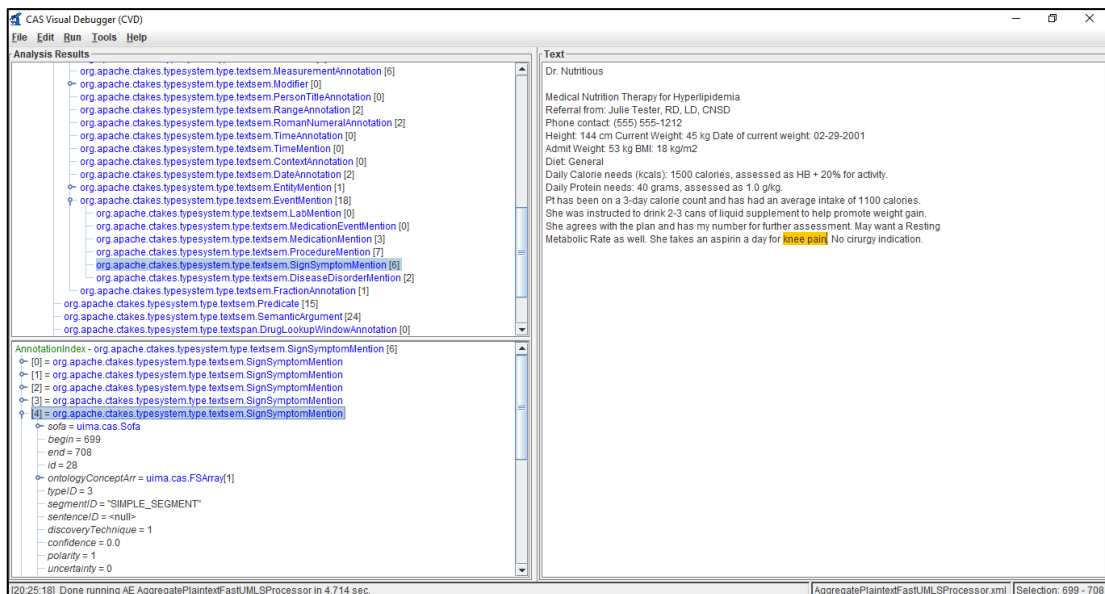 CAS Visual Debugger (CVD)
File Edit Run Tools Help
Analysis Results
org.apache.ctakes.typesystem.type.textsem.MeasurementAnnotation [6]
org.apache.ctakes.typesystem.type.textsem.Modifier [0]
org.apache.ctakes.typesystem.type.textsem.PersonTitleAnnotation [0]
org.apache.ctakes.typesystem.type.textsem.RangeAnnotation [2]
org.apache.ctakes.typesystem.type.textsem.RomanNumeralAnnotation [2]
org.apache.ctakes.typesystem.type.textsem.TimeAnnotation [0]
org.apache.ctakes.typesystem.type.textsem.TimeMention [0]
org.apache.ctakes.typesystem.type.textsem.ContextAnnotation [0]
org.apache.ctakes.typesystem.type.textsem.DateAnnotation [2]
org.apache.ctakes.typesystem.type.textsem.EntityMention [1]
org.apache.ctakes.typesystem.type.textsem.EventMention [18]
org.apache.ctakes.typesystem.type.textsem.LabMention [0]
org.apache.ctakes.typesystem.type.textsem.MedicationEventMention [0]
org.apache.ctakes.typesystem.type.textsem.MedicationMention [3]
org.apache.ctakes.typesystem.type.textsem.ProcedureMention [7]
org.apache.ctakes.typesystem.type.textsem.SignSymptomMention [6]
org.apache.ctakes.typesystem.type.textsem.DiseaseDisorderMention [2]
org.apache.ctakes.typesystem.type.textsem.FractionAnnotation [1]
org.apache.ctakes.typesystem.type.textsem.Predicate [15]
org.apache.ctakes.typesystem.type.textsem.SemanticArgument [24]
org.apache.ctakes.typesystem.type.textspan.DrugLookupWindowAnnotation [0]
AnnotationIndex - org.apache.ctakes.typesystem.type.textsem.SignSymptomMention [6]
[0] = org.apache.ctakes.typesystem.type.textsem.SignSymptomMention
[1] = org.apache.ctakes.typesystem.type.textsem.SignSymptomMention
[2] = org.apache.ctakes.typesystem.type.textsem.SignSymptomMention
[3] = org.apache.ctakes.typesystem.type.textsem.SignSymptomMention
[4] = org.apache.ctakes.typesystem.type.textsem.SignSymptomMention
sofa = uima.cas.Sofa
begin = 699
end = 708
id = 28
ontologyConceptArr = uima.cas.FSArray[1]
typeID = 3
segmentID = "SIMPLE_SEGMENT"
sentenceID = <null>
discoveryTechnique = 1
confidence = 0.0
polarity = 1
uncertainty = 0
Text
Dr. Nutritious
Medical Nutrition Therapy for Hyperlipidemia
Referral from: Julie Tester, RD, LD, CNSD
Phone contact: (555) 555-1212
Height: 144 cm Current Weight: 45 kg Date of current weight: 02-29-2001
Admit Weight: 53 kg BMI: 18 kg/m2
Diet: General
Daily Calorie needs (kcals): 1500 calories, assessed as HB + 20% for activity.
Daily Protein needs: 40 grams, assessed as 1.0 g/kg.
Pt has been on a 3-day calorie count and has had an average intake of 1100 calories.
She was instructed to drink 2-3 cans of liquid supplement to help promote weight gain.
She agrees with the plan and has my number for further assessment. May want a Resting
Metabolic Rate as well. She takes an aspirin a day for knee pain. No cirurgy indication.
[20:25:18] Done running AE AggregatePlaintextFastUMLSProcessor in 4.714 sec.
AggregatePlaintextFastUMLSProcessor.xml
Selection: 699 - 708